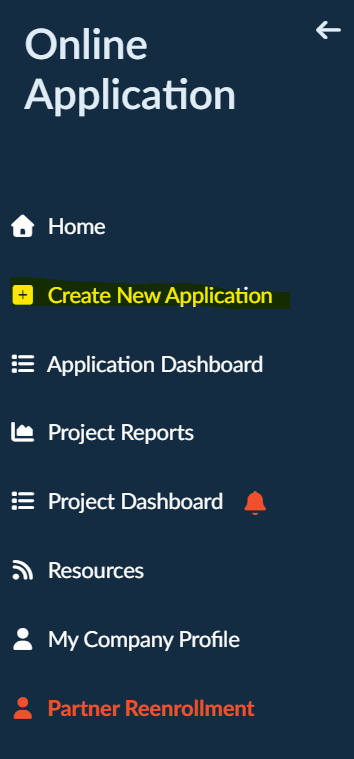 Online
Application
Home
Create New Application
Application Dashboard
Project Reports
Project Dashboard
Resources
My Company Profile
Partner Reenrollment